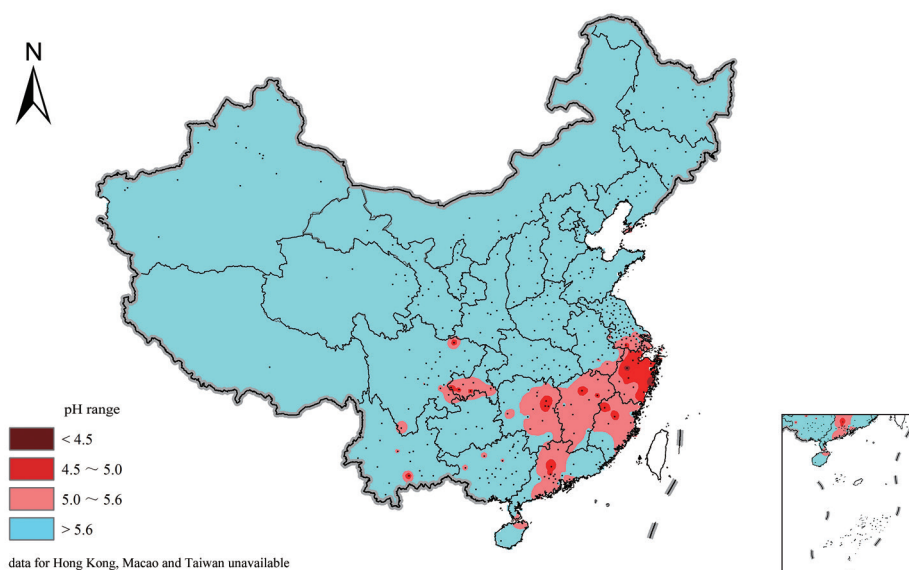 N
pH range
< 4.5
4.5 ~ 5.0
5.0 ~ 5.6
> 5.6
data for Hong Kong, Macao and Taiwan unavailable